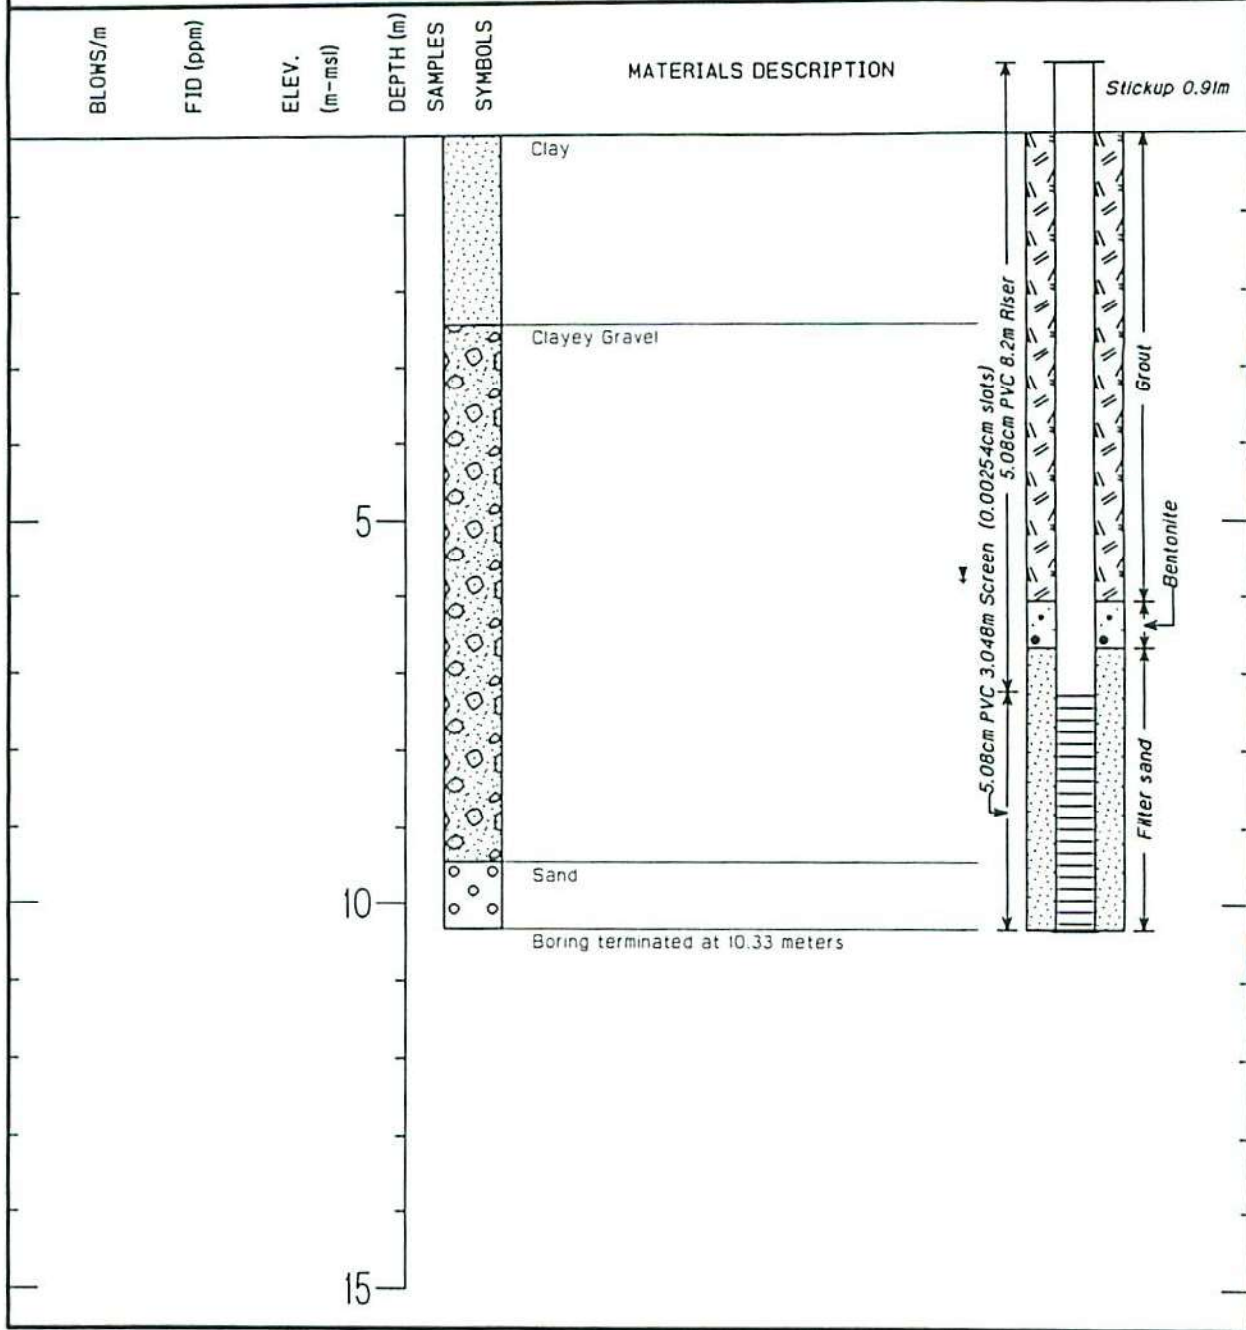 BLOWS/m
FID (ppm)
ELEV.
(m-msl)
DEPTH (m)
SAMPLES
SYMBOLS
MATERIALS DESCRIPTION
Stickup 0.91m
Clay
Clayey Gravel
Sand
Boring terminated at 10.33 meters
5
10
15
5.08cm PVC 3.048m Screen (0.00254cm slots)
5.08cm PVC 8.2m Riser
Grout
Bentonite
Filter sand